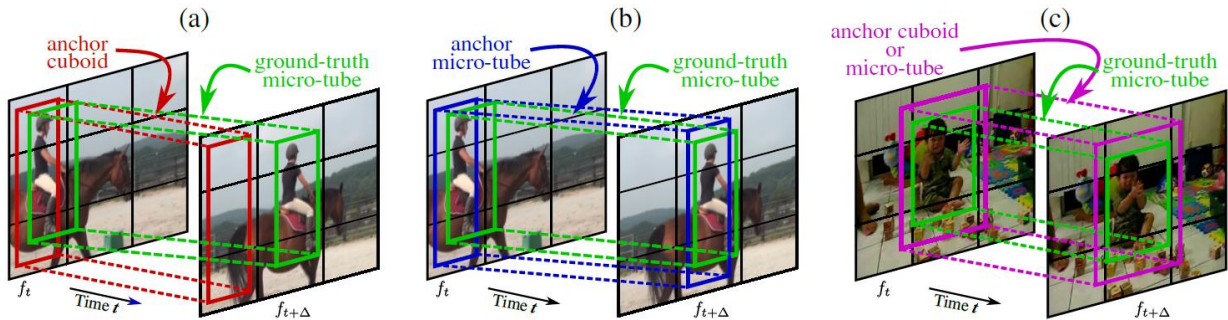 (a)
anchor
cuboid
ground-truth
micro-tube
f_t
Time t
f_{t+Δ}
(b)
anchor
micro-tube
ground-truth
micro-tube
f_t
Time t
f_{t+Δ}
(c)
anchor cuboid
or
micro-tube
ground-truth
micro-tube
f_t
Time t
f_{t+Δ}